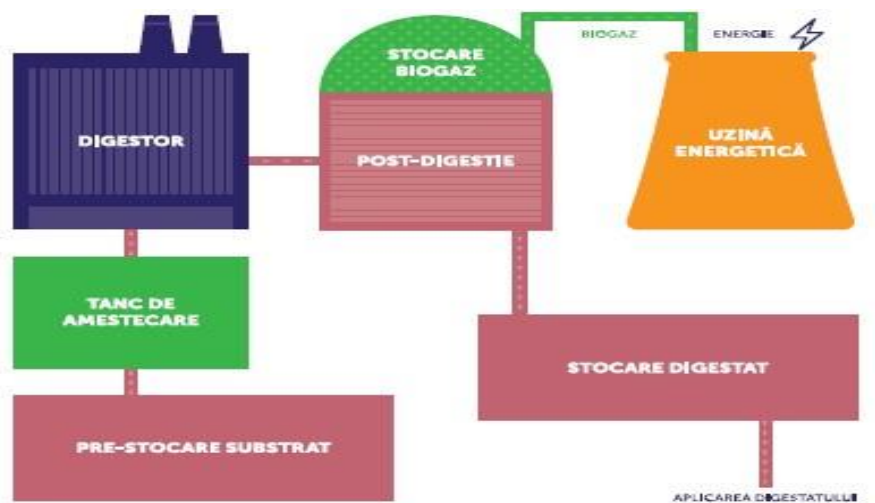 BIOGAZ
ENERGIE
STOCARE
BIOGAZ
DIGESTOR
POST-DIGESTIE
UZINĂ
ENERGETICĂ
TANC DE
AMESTECARE
STOCARE DIGESTAT
PRE-STOCARE SUBSTRAT
APLICAREA DIGESTATULUI